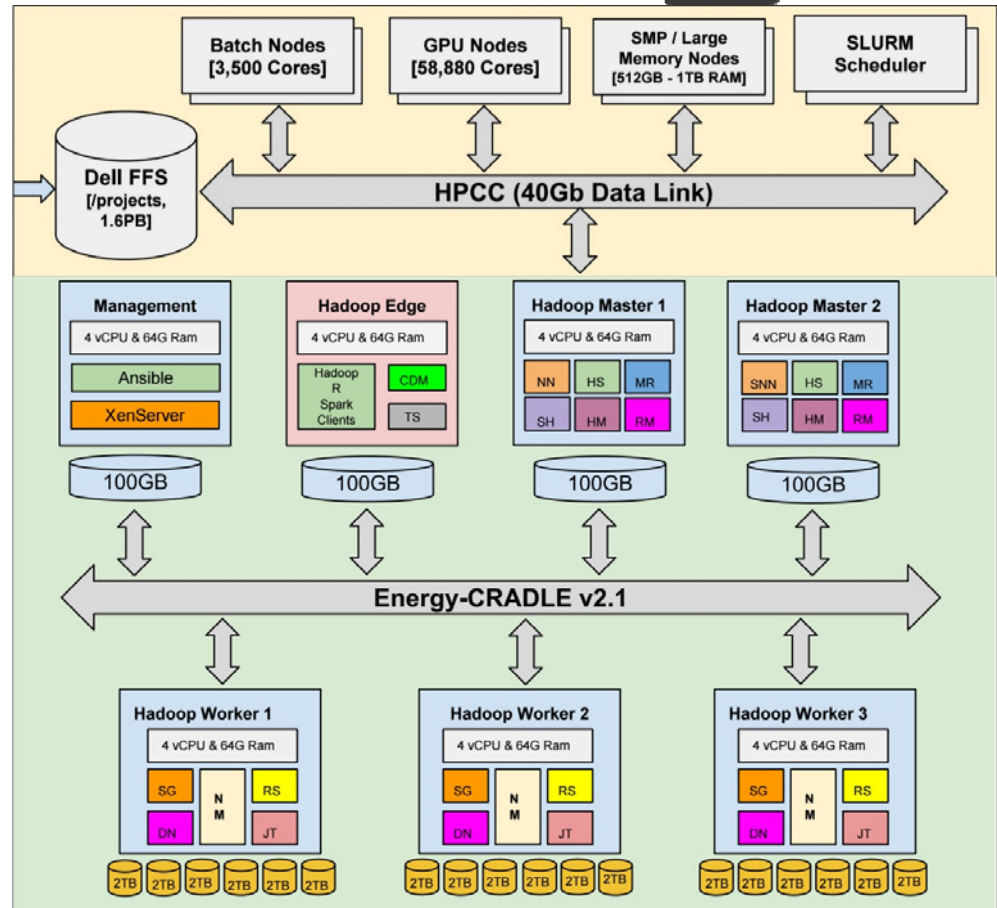 Batch Nodes
[3,500 Cores]
GPU Nodes
[58,880 Cores]
SMP / Large
Memory Nodes
[512GB - 1TB RAM]
SLURM
Scheduler
Dell FFS
[/projects,
1.6PB]
HPCC (40Gb Data Link)
Management
4 vCPU & 64G Ram
Ansible
XenServer
100GB
Hadoop Edge
4 vCPU & 64G Ram
Hadoop
R
Spark
Clients
CDM
TS
100GB
Hadoop Master 1
4 vCPU & 64G Ram
NN
HS
MR
SH
HM
RM
100GB
Hadoop Master 2
4 vCPU & 64G Ram
SNN
HS
MR
SH
HM
RM
100GB
Energy-CRADLE v2.1
Hadoop Worker 1
4 vCPU & 64G Ram
SG
N
M
RS
DN
JT
2TB
2TB
2TB
2TB
2TB
2TB
Hadoop Worker 2
4 vCPU & 64G Ram
SG
N
M
RS
DN
JT
2TB
2TB
2TB
2TB
2TB
2TB
Hadoop Worker 3
4 vCPU & 64G Ram
SG
N
M
RS
DN
JT
2TB
2TB
2TB
2TB
2TB
2TB